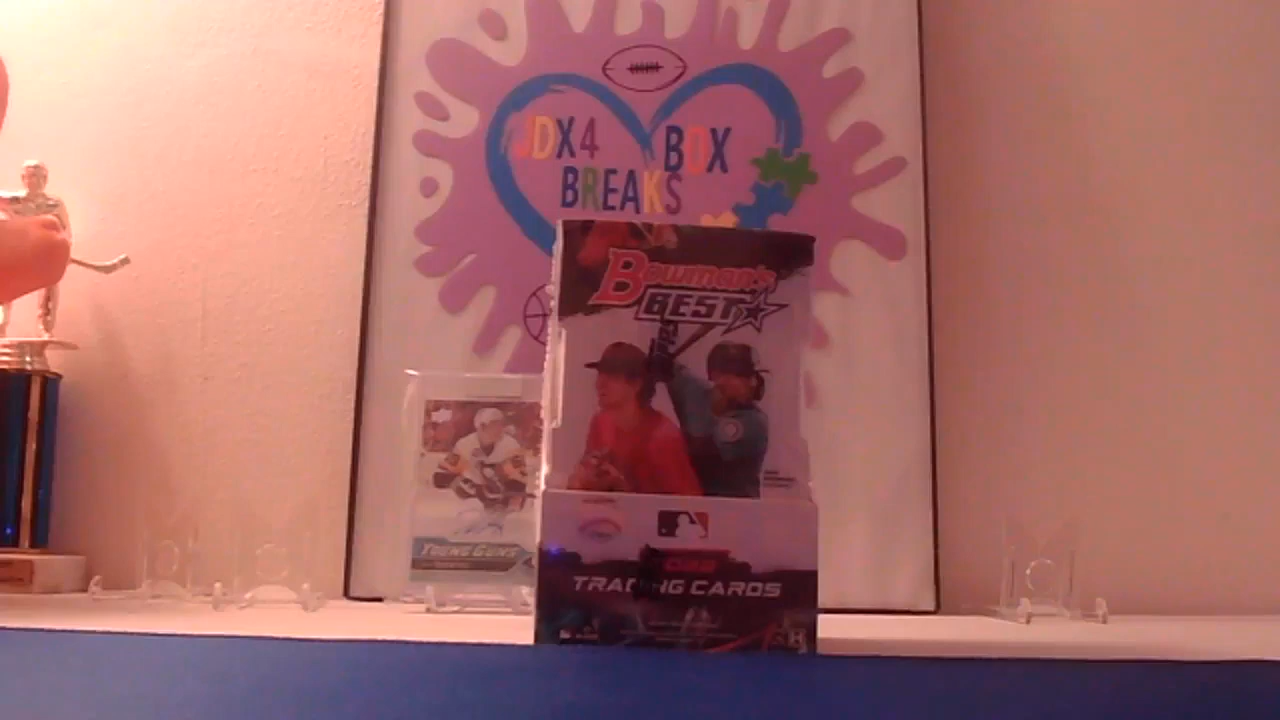 JDX4 BOX
BREAKS
BOWMAN'S
BEST
YOUNG GUNS
TRADING CARDS